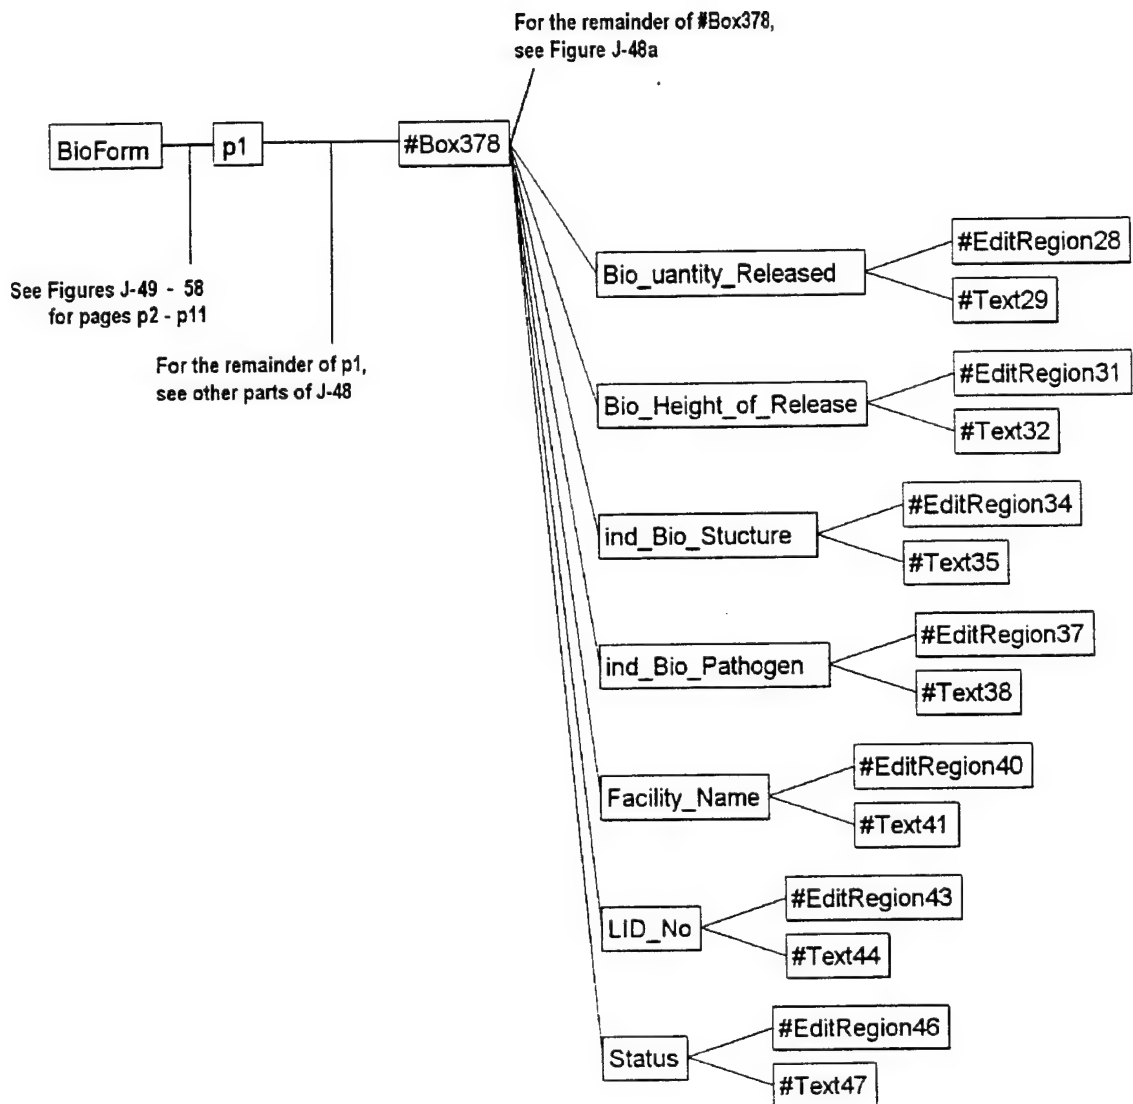 For the remainder of #Box378,
see Figure J-48a
BioForm
p1
#Box378
See Figures J-49 - 58
for pages p2 - p11
For the remainder of p1,
see other parts of J-48
Bio_uantity_Released
#EditRegion28
#Text29
Bio_Height_of_Release
#EditRegion31
#Text32
ind_Bio_Stucture
#EditRegion34
#Text35
ind_Bio_Pathogen
#EditRegion37
#Text38
Facility_Name
#EditRegion40
#Text41
LID_No
#EditRegion43
#Text44
Status
#EditRegion46
#Text47